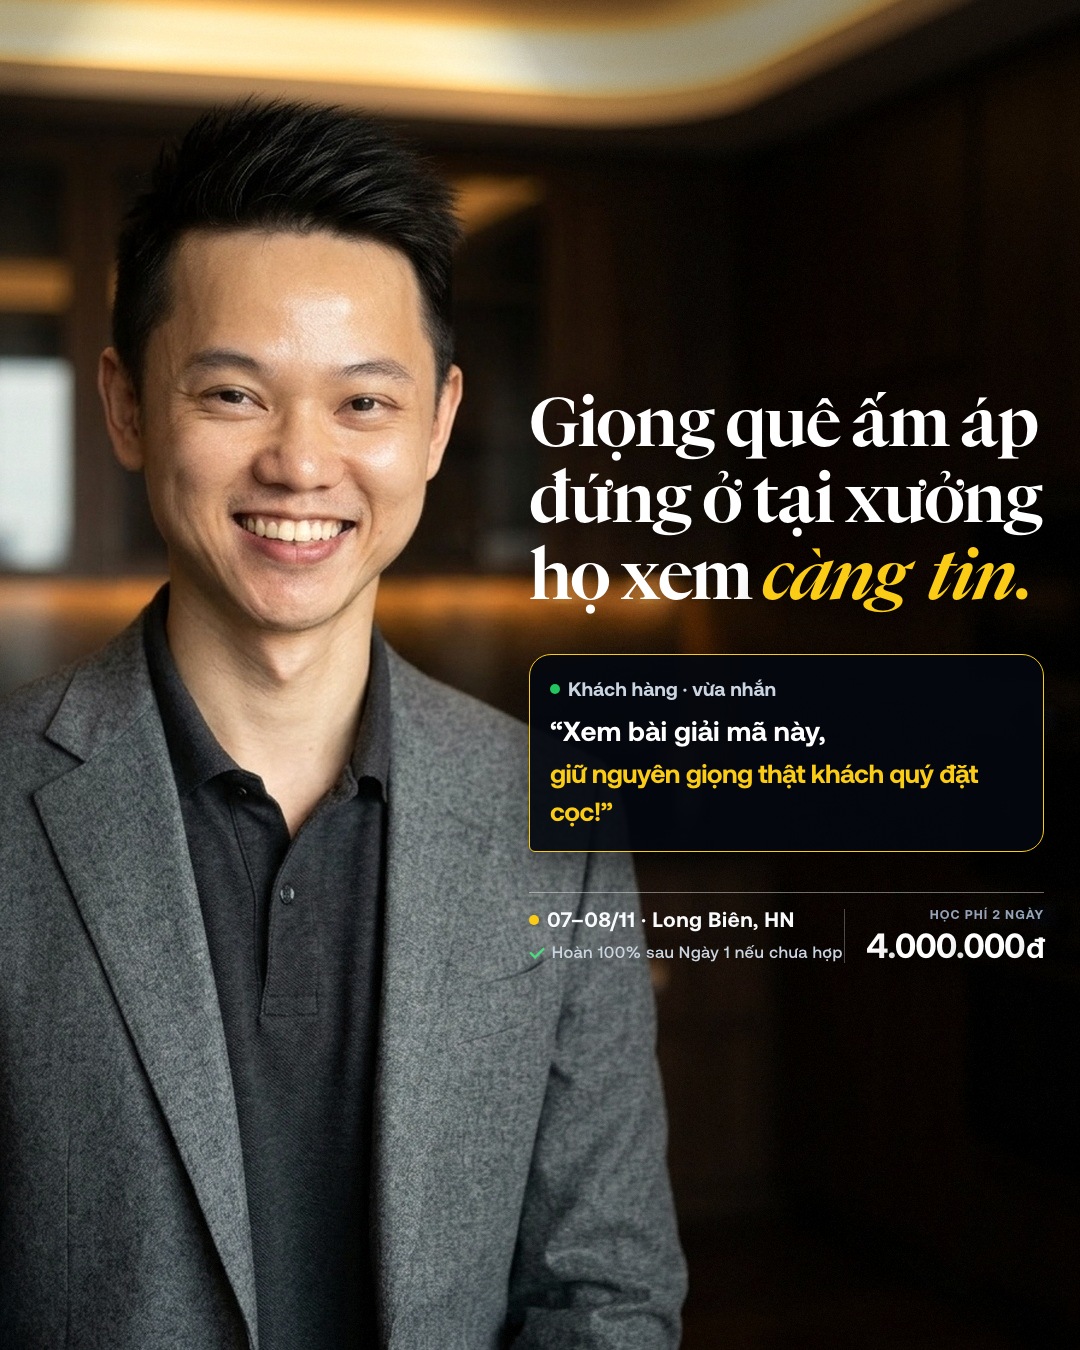 Giọng quê ấm áp
đứng ở tại xưởng
họ xem càng tin.
Khách hàng · vừa nhắn
“Xem bài giải mã này,
giữ nguyên giọng thật khách quý đặt
cọc!”
07–08/11 · Long Biên, HN
Hoàn 100% sau Ngày 1 nếu chưa hợp
HỌC PHÍ 2 NGÀY
4.000.000đ